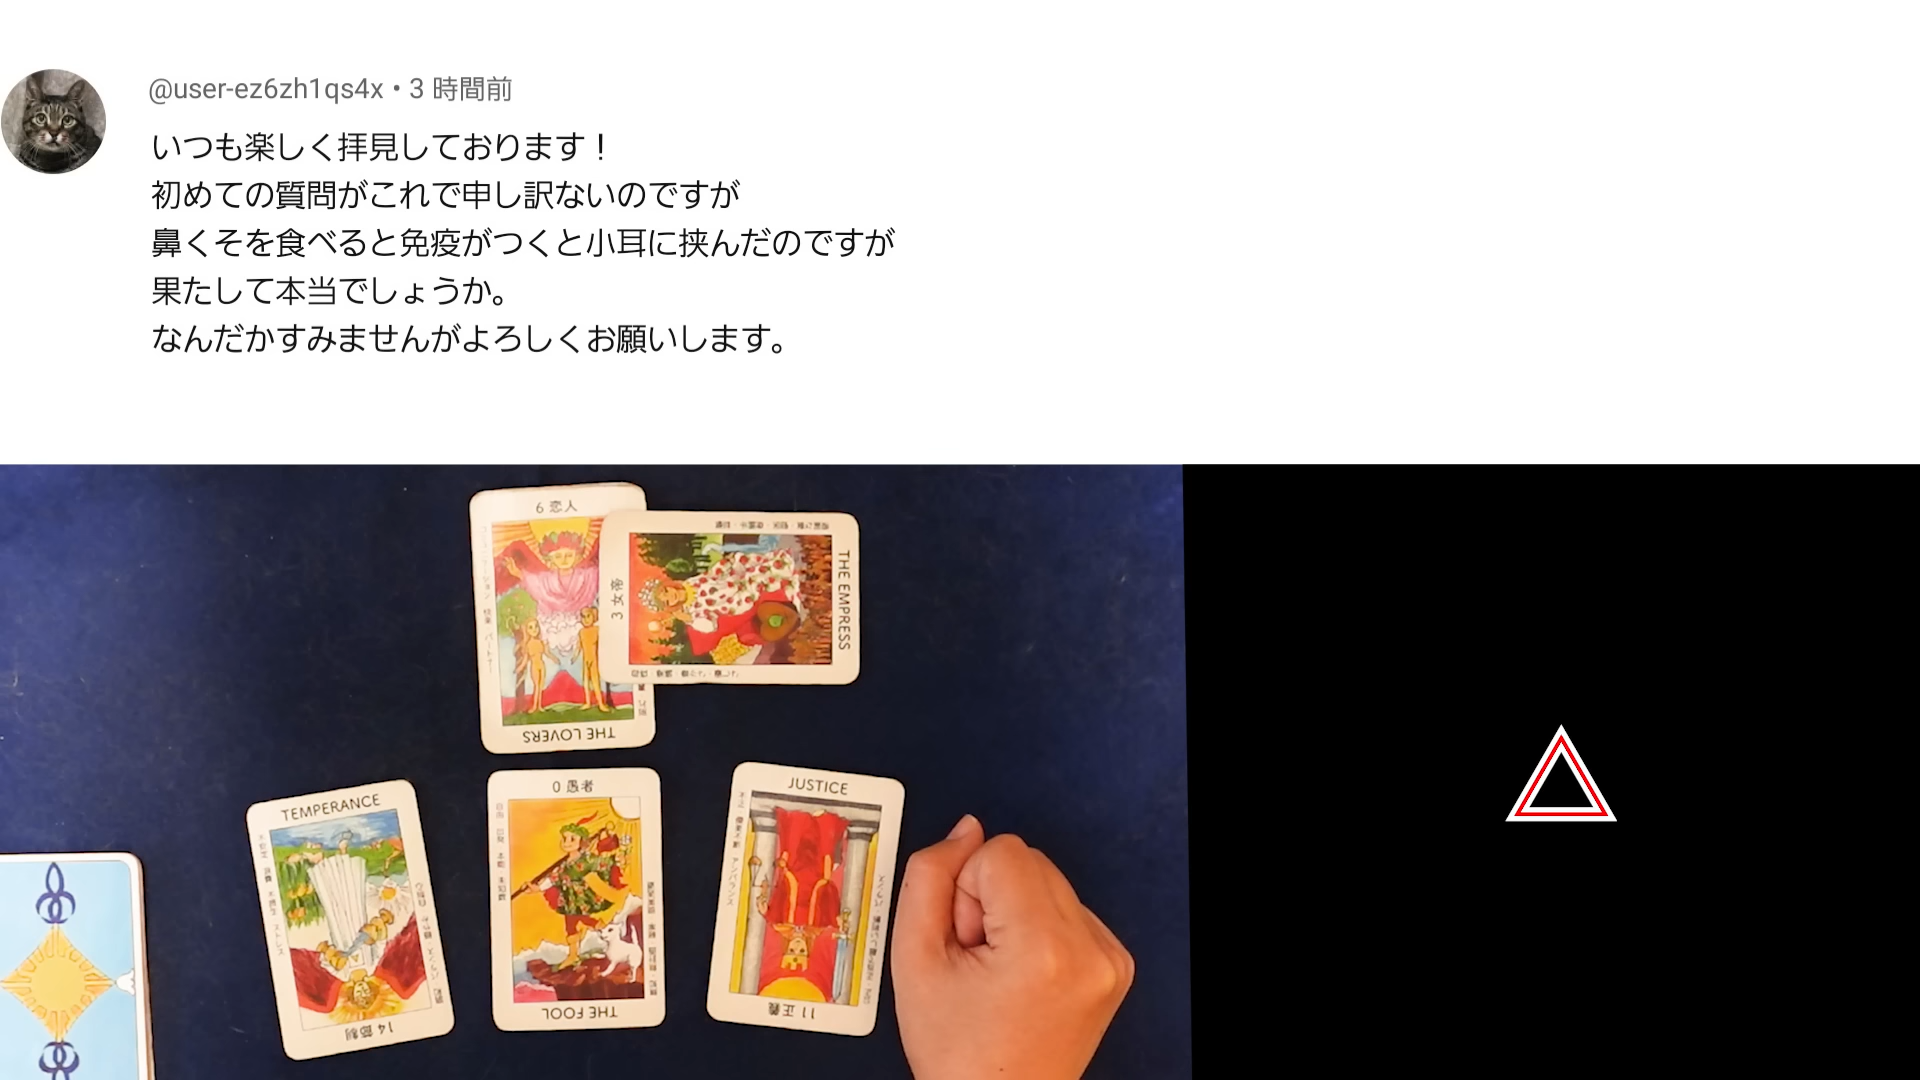 @user-ez6zh1qs4x • 3 時間前
いつも楽しく拝見しております！
初めての質問がこれで申し訳ないのですが
鼻くそを食べると免疫がつくと小耳に挟んだのですが
果たして本当でしょうか。
なんだかすみませんがよろしくお願いします。
6 恋人
THE LOVERS
3 女帝
THE EMPRESS
TEMPERANCE
14 節制
0 愚者
THE FOOL
JUSTICE
11 正義